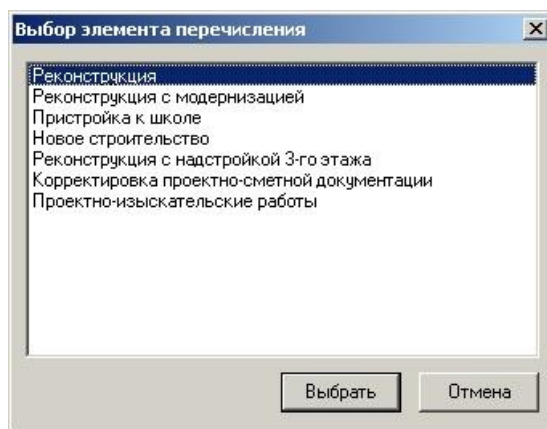 Выбор элемента перечисления
Реконструкция
Реконструкция с модернизацией
Пристройка к школе
Новое строительство
Реконструкция с надстройкой 3-го этажа
Корректировка проектно-сметной документации
Проектно-изыскательские работы
Выбрать
Отмена